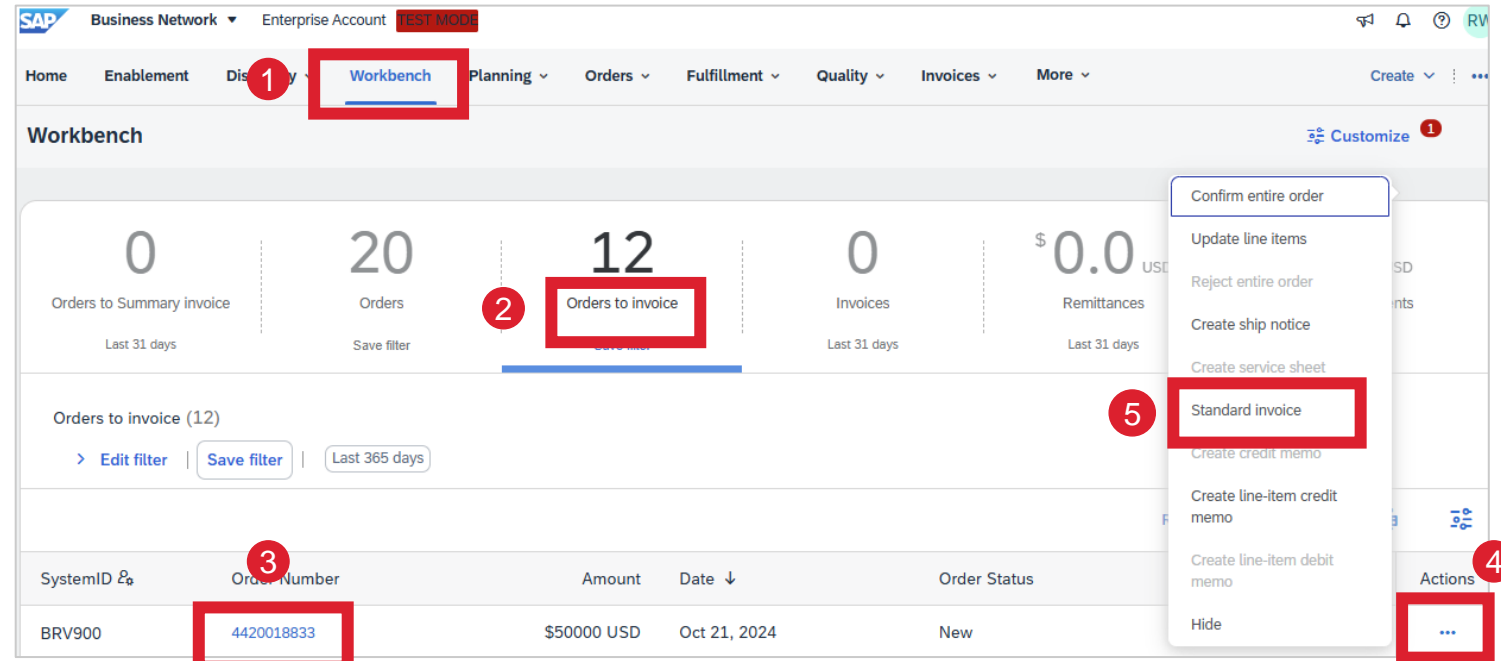 SAP Business Network Enterprise Account TEST MODE RW
Home Enablement Workbench Planning Orders Fulfillment Quality Invoices More Create
1
Workbench
Customize 1
0 20 12 0 $ 0.0 USD SD
Orders to Summary invoice Orders Orders to invoice Invoices Remittances
2
Last 31 days Save filter Save filter Last 31 days Last 31 days
Orders to invoice (12)
Edit filter | Save filter | Last 365 days
Confirm entire order
Update line items
Reject entire order
Create ship notice
Create service sheet
5
Standard invoice
Create credit memo
Create line-item credit
memo
Create line-item debit
memo
Hide
3
4
SystemID Order Number Amount Date ↓ Order Status Actions
BRV900 4420018833 $50000 USD Oct 21, 2024 New ...